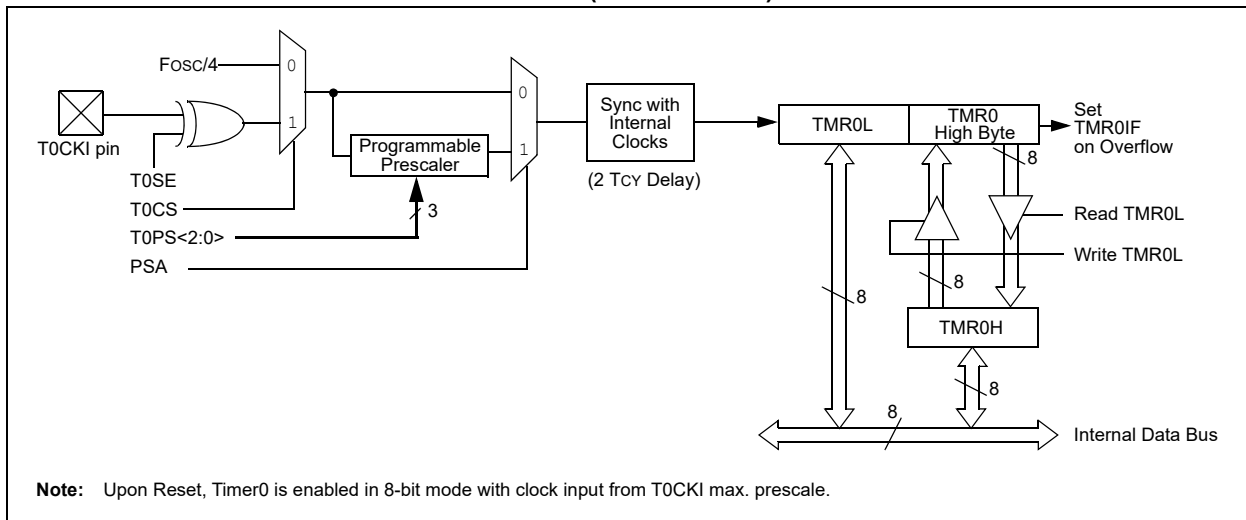 FOSC/4
0
1
T0CKI pin
T0SE
T0CS
T0PS<2:0>
PSA
Programmable
Prescaler
3
0
1
Sync with
Internal
Clocks
(2 TCY Delay)
TMR0L
TMR0
High Byte
Set
TMR0IF
on Overflow
8
Read TMR0L
Write TMR0L
8
8
TMR0H
8
8
Internal Data Bus
Note: Upon Reset, Timer0 is enabled in 8-bit mode with clock input from T0CKI max. prescale.